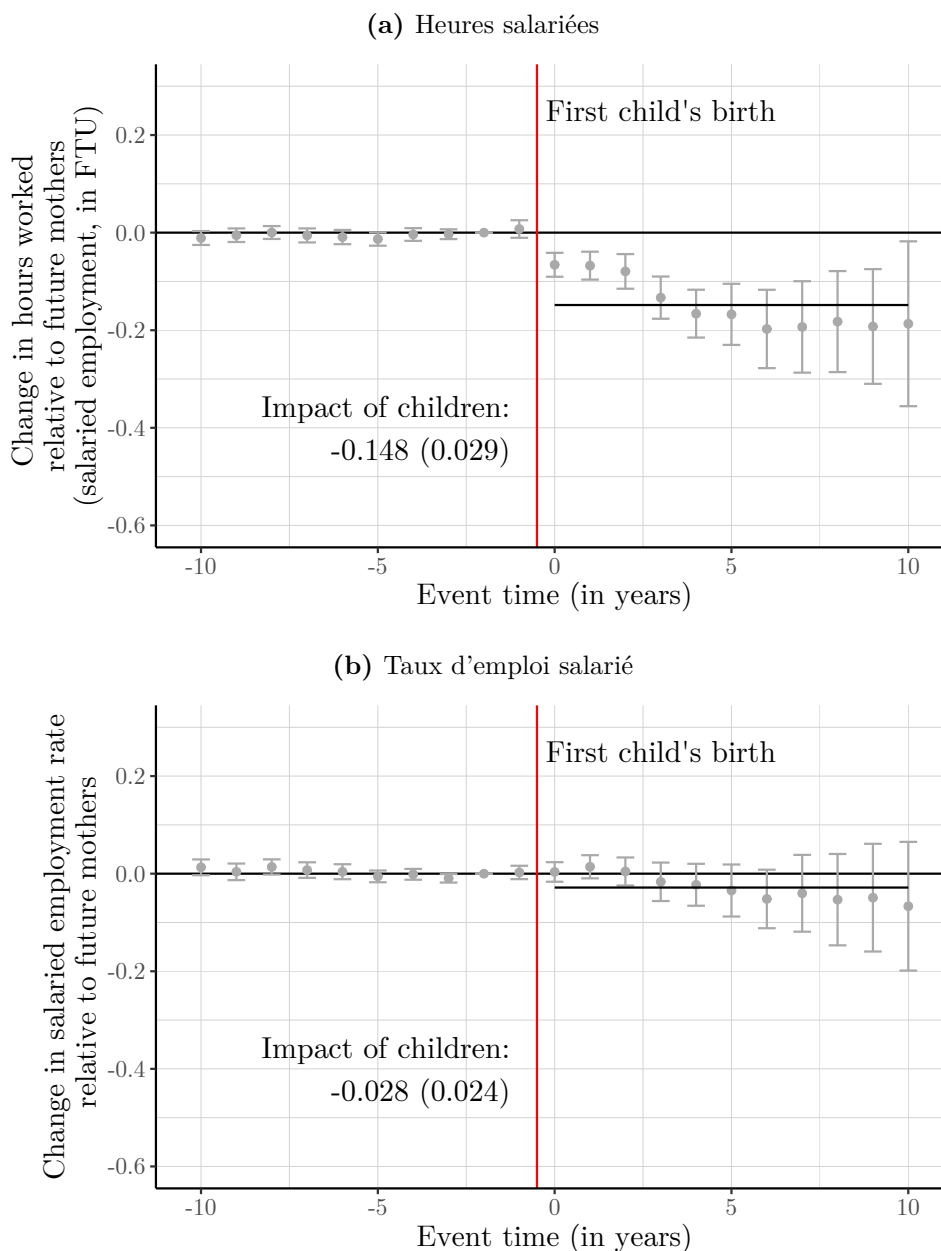 (a) Heures salariées
Change in hours worked
relative to future mothers
(salaried employment, in FTU)
First child's birth
0.2
0.0
-0.2
-0.4
-0.6
Impact of children:
-0.148 (0.029)
-10
-5
0
5
10
Event time (in years)
(b) Taux d'emploi salarié
Change in salaried employment rate
relative to future mothers
First child's birth
0.2
0.0
-0.2
-0.4
-0.6
Impact of children:
-0.028 (0.024)
-10
-5
0
5
10
Event time (in years)